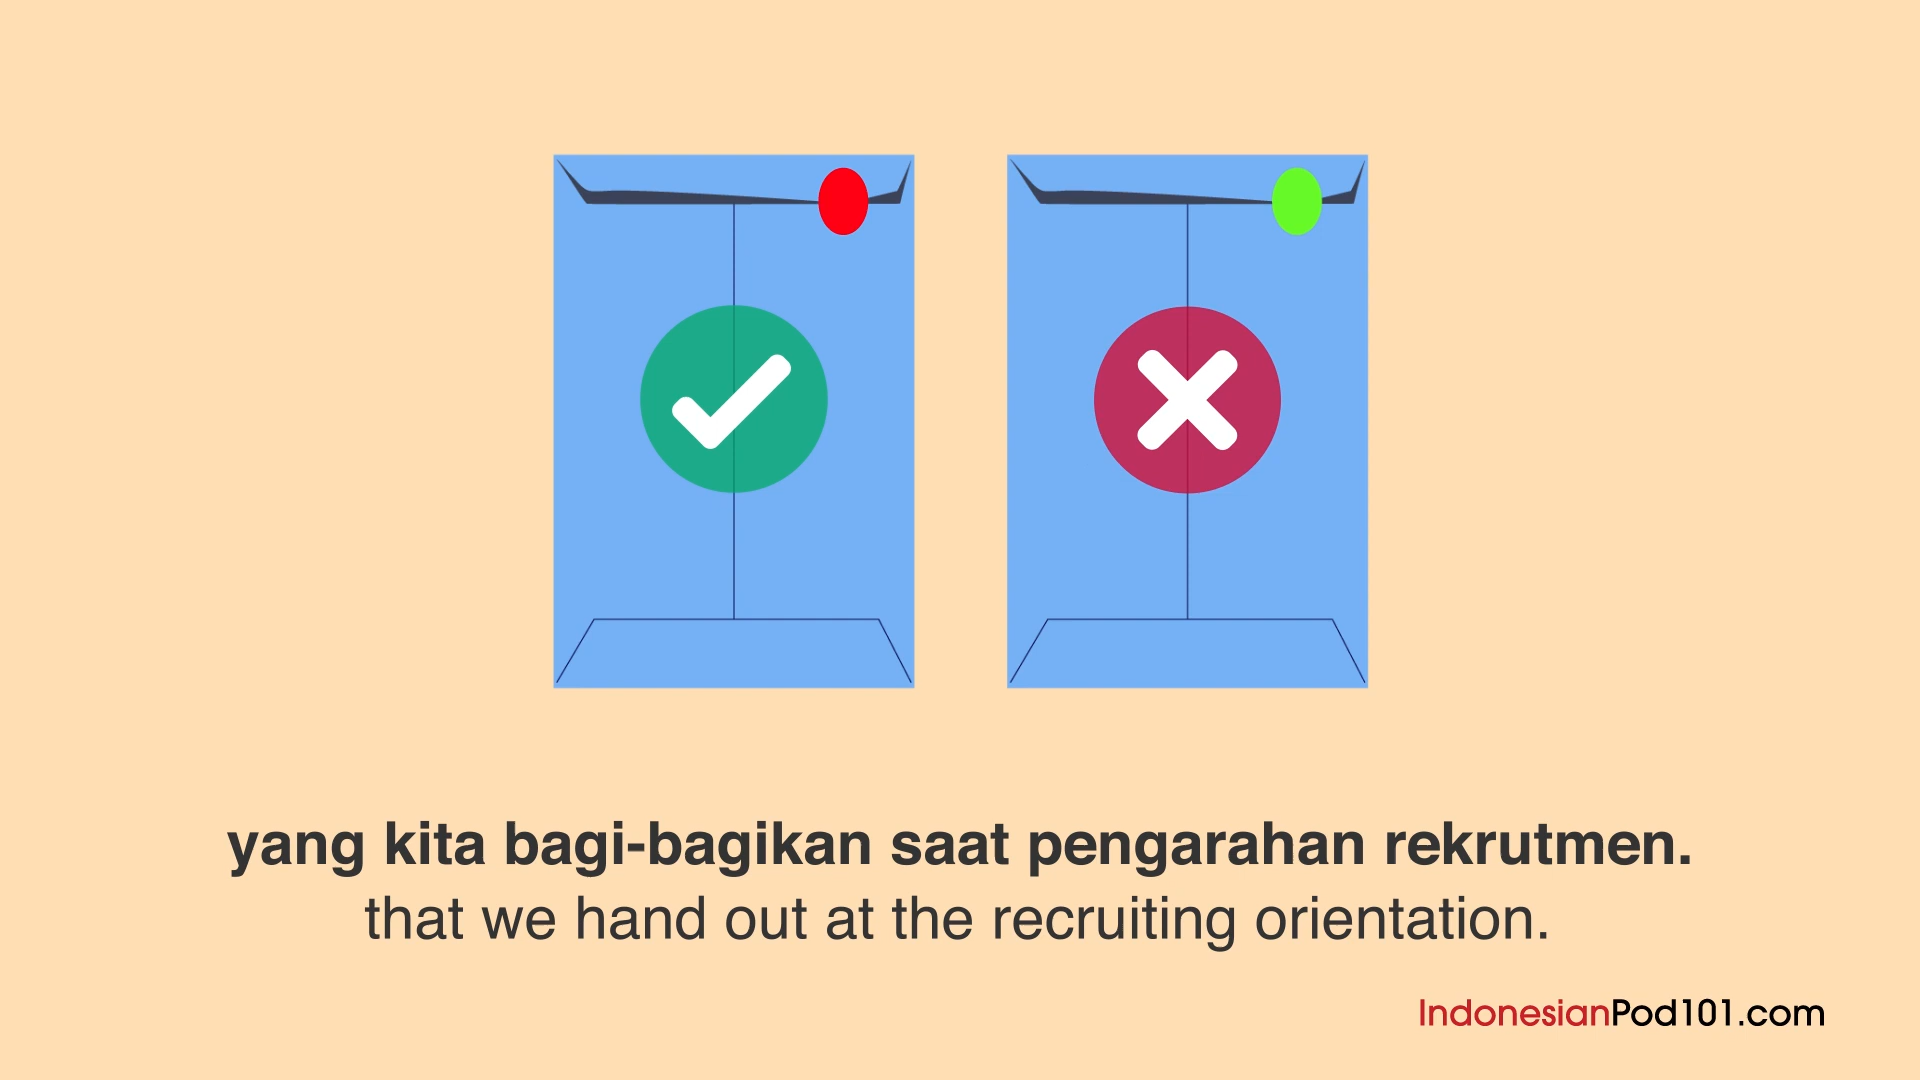 yang kita bagi-bagikan saat pengarahan rekrutmen.
that we hand out at the recruiting orientation.
IndonesianPod101.com